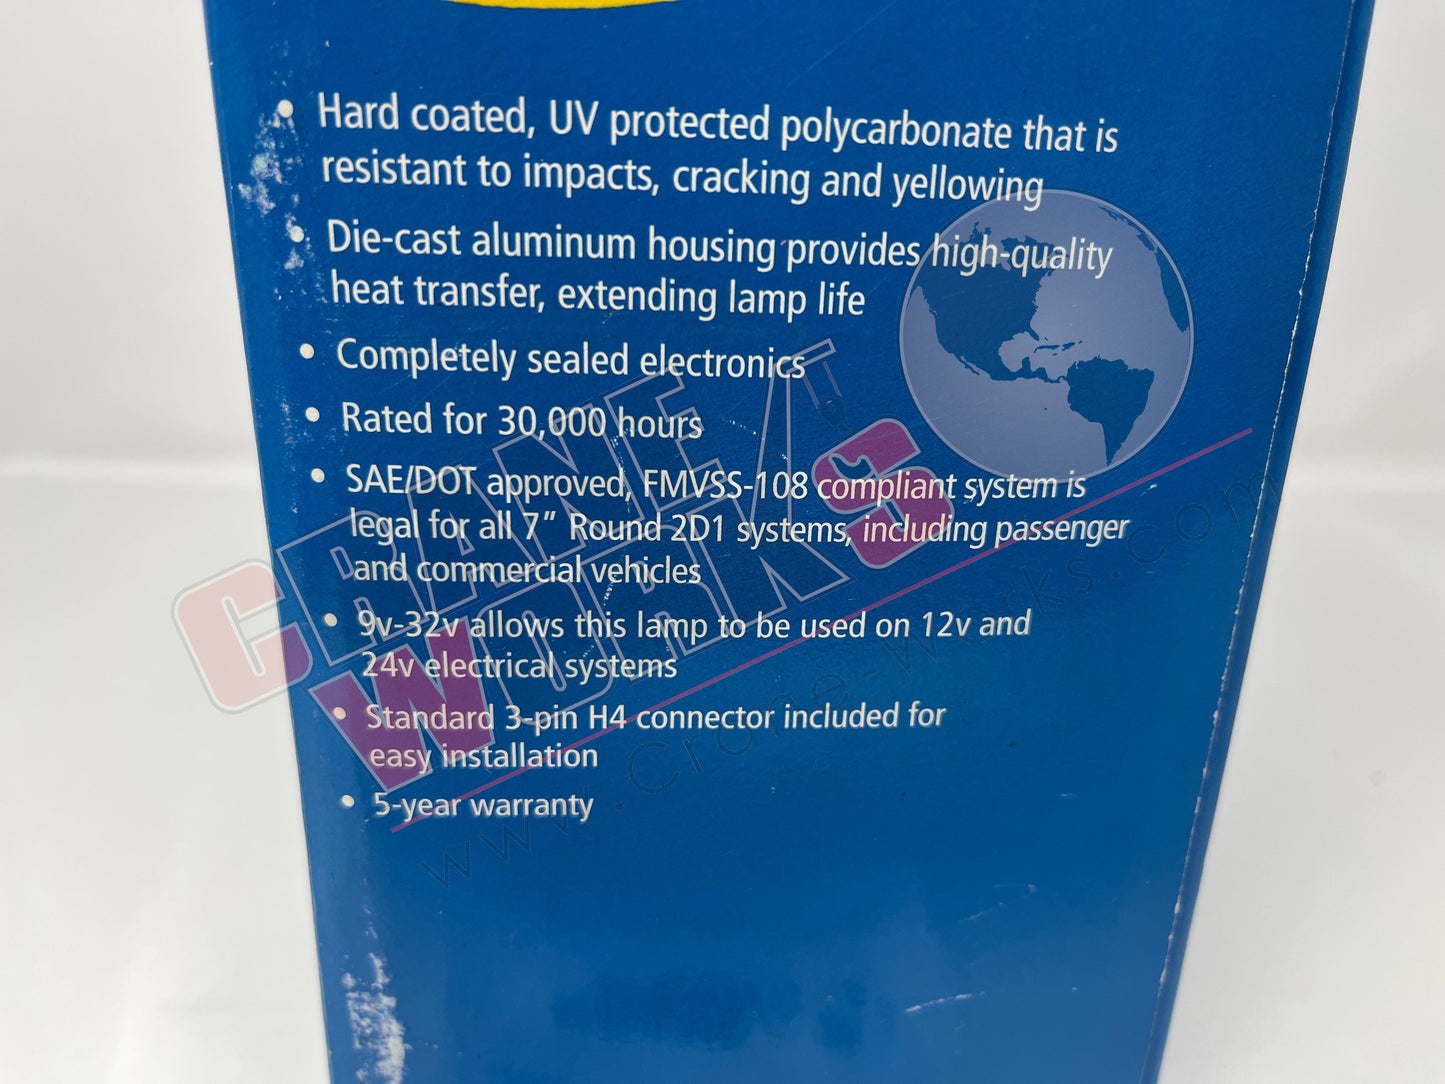 • Hard coated, UV protected polycarbonate that is
resistant to impacts, cracking and yellowing
• Die-cast aluminum housing provides high-quality
heat transfer, extending lamp life
• Completely sealed electronics
• Rated for 30,000 hours
• SAE/DOT approved, FMVSS-108 compliant system is
legal for all 7” Round 2D1 systems, including passenger
and commercial vehicles
• 9v-32v allows this lamp to be used on 12v and
24v electrical systems
• Standard 3-pin H4 connector included for
easy installation
• 5-year warranty
CRANE
WORKS
www.crane-works.com